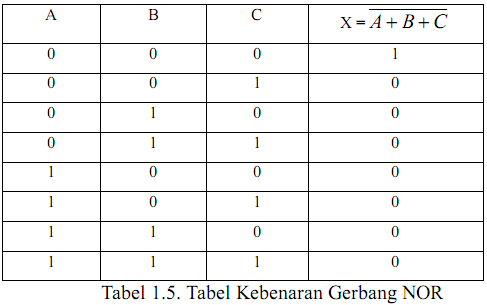 A B C X = \overline{A + B + C}
0 0 0 1
0 0 1 0
0 1 0 0
0 1 1 0
1 0 0 0
1 0 1 0
1 1 0 0
1 1 1 0
Tabel 1.5. Tabel Kebenaran Gerbang NOR